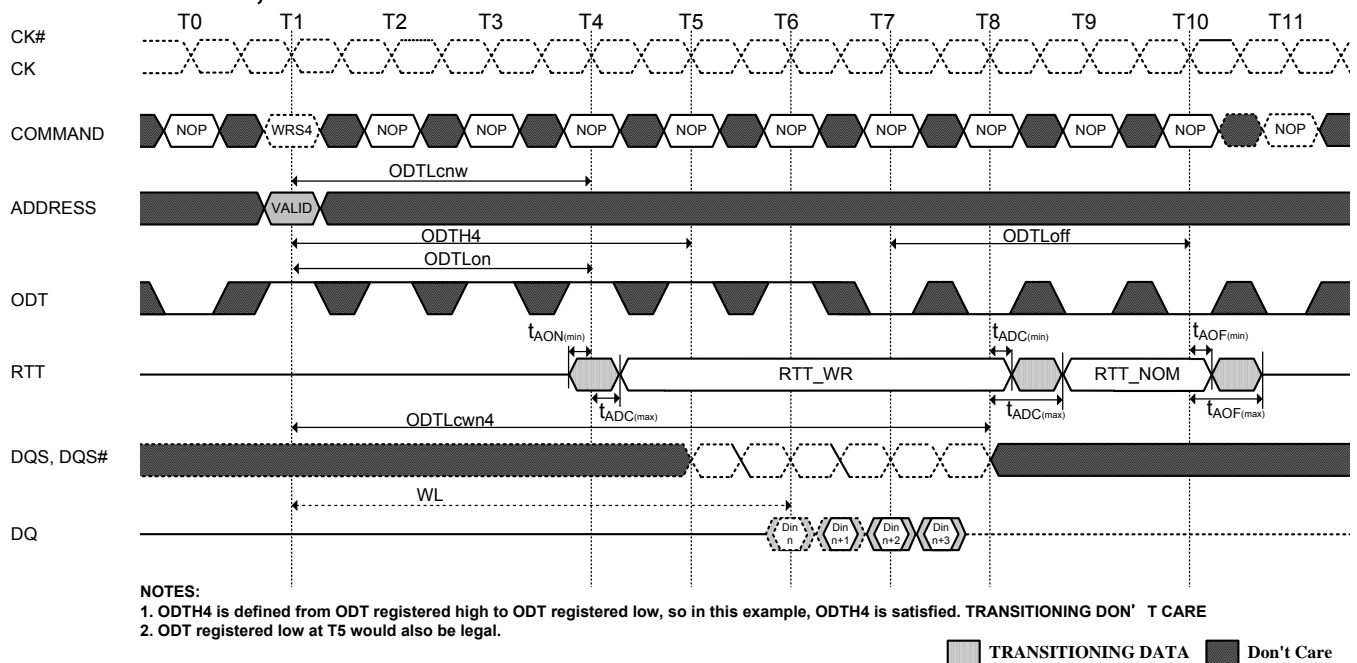 T0 T1 T2 T3 T4 T5 T6 T7 T8 T9 T10 T11
CK#
CK
COMMAND NOP WRS4 NOP NOP NOP NOP NOP NOP NOP NOP NOP NOP
ODTLcnw
ADDRESS VALID
ODTH4 ODTLoff
ODTLon
ODT
tAON(min) tADC(min) tAOF(min)
RTT RTT_WR RTT_NOM
tADC(max) tADC(max) tAOF(max)
ODTLcwn4
DQS, DQS#
WL
DQ Din n Din n+1 Din n+2 Din n+3
NOTES:
1. ODTH4 is defined from ODT registered high to ODT registered low, so in this example, ODTH4 is satisfied. TRANSITIONING DON' T CARE
2. ODT registered low at T5 would also be legal.
TRANSITIONING DATA Don't Care